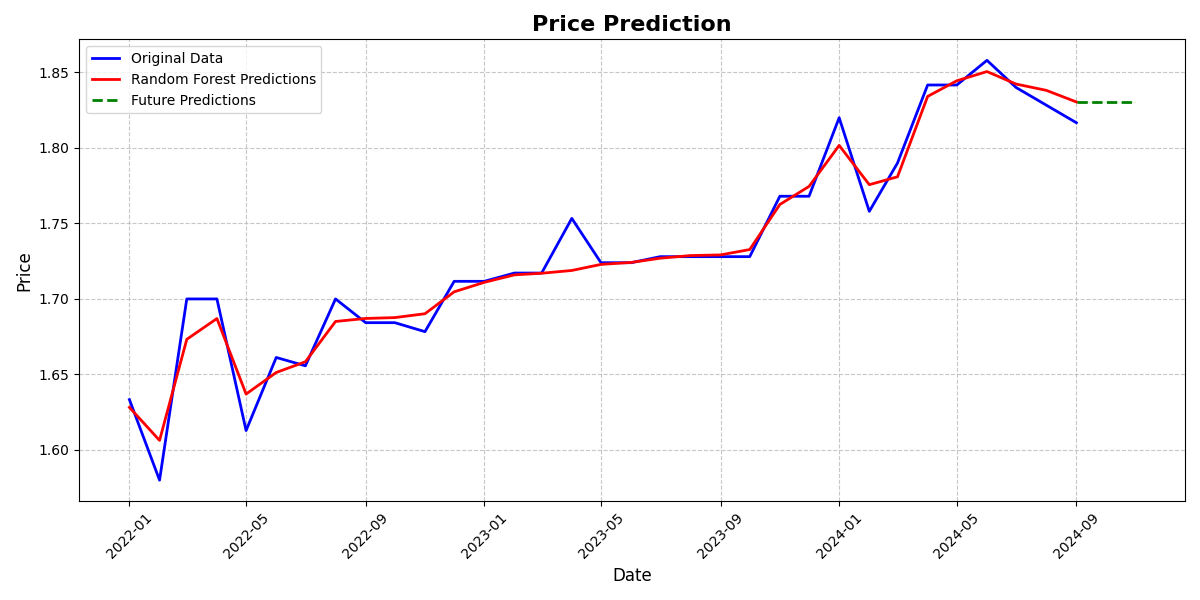 Price Prediction
Original Data
Random Forest Predictions
Future Predictions
Price
1.85
1.80
1.75
1.70
1.65
1.60
2022-01
2022-05
2022-09
2023-01
2023-05
2023-09
2024-01
2024-05
2024-09
Date